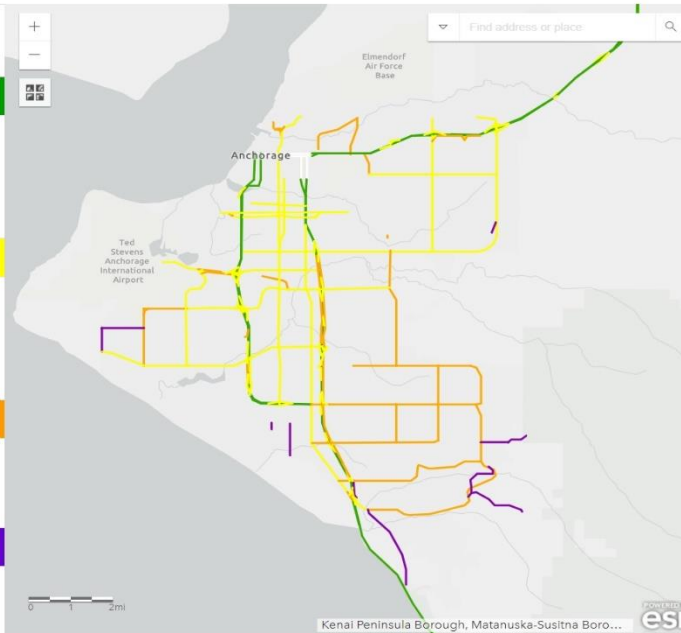 +
−
Find address or place
Elmendorf
Air Force
Base
Anchorage
Ted
Stevens
Anchorage
International
Airport
0 1 2mi
Kenai Peninsula Borough, Matanuska-Susitna Boro...
POWERED
esri